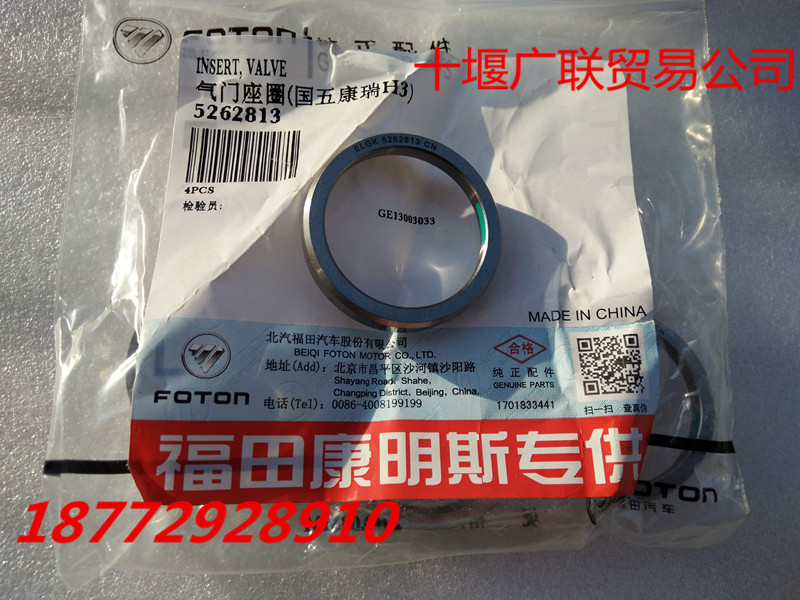 FOTON
十堰广联贸易公司
INSERT, VALVE
气门座圈(国五康瑞H3)
5262813
4PCS
检验员:
ELGK 5262813 CN
GE13003033
MADE IN CHINA
北汽福田汽车股份有限公司
BEIQI FOTON MOTOR CO., LTD.
地址(Add): 北京市昌平区沙河镇沙阳路
Shayang Road, Shahe,
Changping District, Beijing, China,
电话(Tel): 0086-4008199199
FOTON
合格
纯正配件
GENUINE PARTS
1701833441
扫一扫 查真伪
福田康明斯专供
FOTON
福田汽车
18772928910